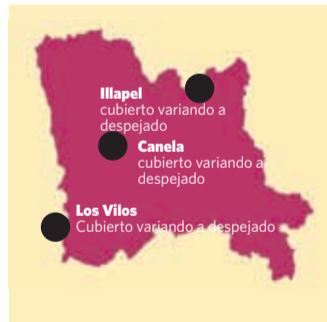 Illapel
cubierto variando a
despejado
Canela
cubierto variando a
despejado
Los Vilos
Cubierto variando a despejado